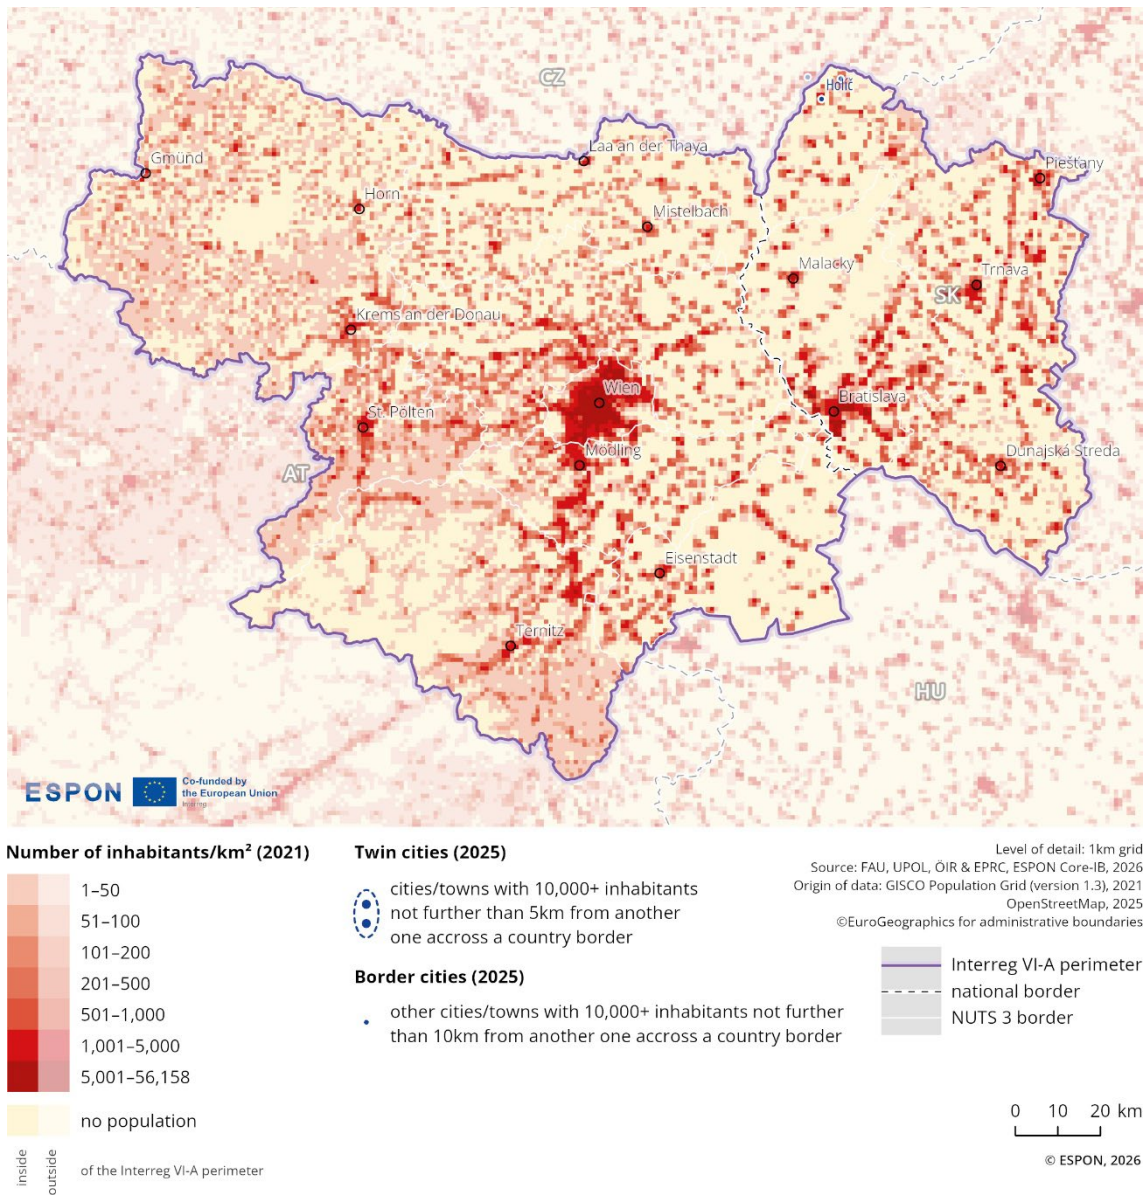 CZ
Holíč
Gmünd
Laa an der Thaya
Piešťany
Horn
Mistelbach
Malacky
Trnava
SK
Krems an der Donau
Wien
Bratislava
St. Pölten
Mödling
Dunajská Streda
AT
Eisenstadt
Ternitz
HU
ESPON
Co-funded by
the European Union
Interreg
Number of inhabitants/km² (2021)
1–50
51–100
101–200
201–500
501–1,000
1,001–5,000
5,001–56,158
no population
inside
outside
of the Interreg VI-A perimeter
Twin cities (2025)
cities/towns with 10,000+ inhabitants
not further than 5km from another
one accross a country border
Border cities (2025)
other cities/towns with 10,000+ inhabitants not further
than 10km from another one accross a country border
Level of detail: 1km grid
Source: FAU, UPOL, ÖIR & EPRC, ESPON Core-IB, 2026
Origin of data: GISCO Population Grid (version 1.3), 2021
OpenStreetMap, 2025
©EuroGeographics for administrative boundaries
Interreg VI-A perimeter
national border
NUTS 3 border
0 10 20 km
© ESPON, 2026